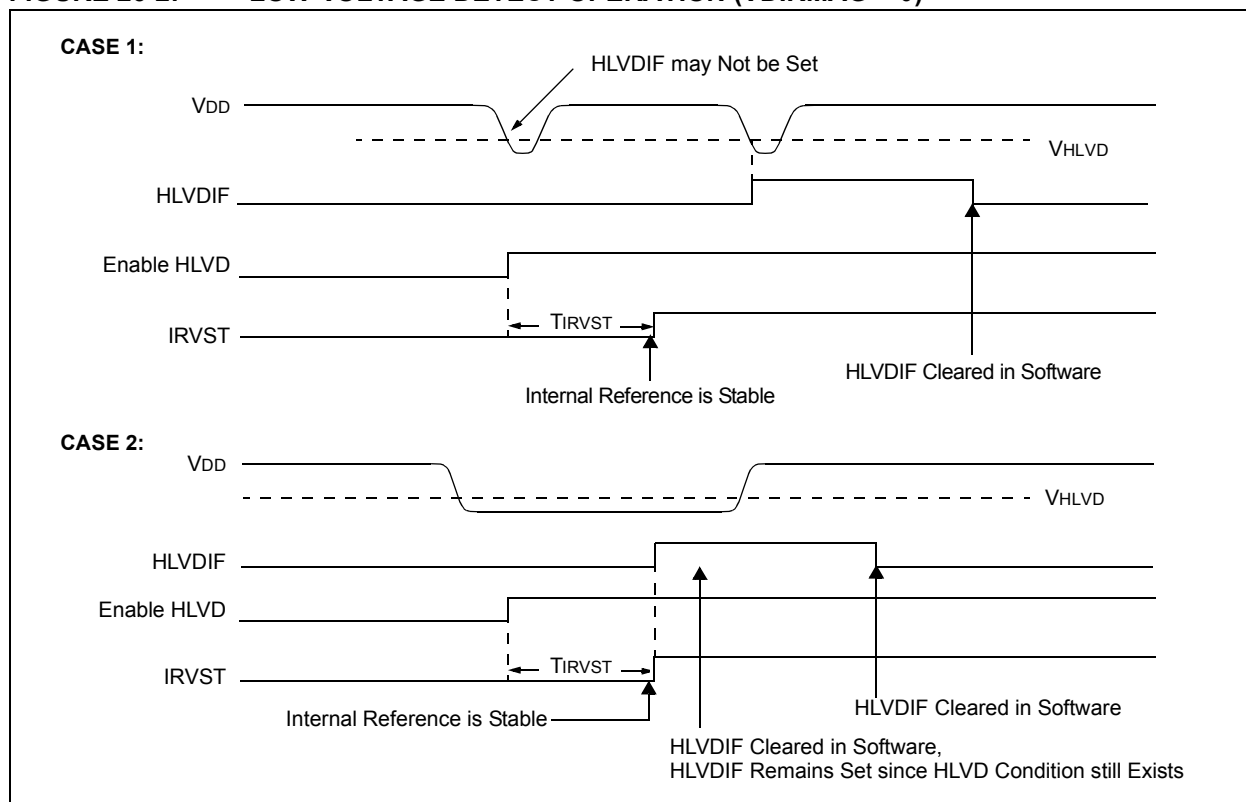 CASE 1:
HLVDIF may Not be Set
VDD
VHLVD
HLVDIF
Enable HLVD
TIRVST
IRVST
HLVDIF Cleared in Software
Internal Reference is Stable
CASE 2:
VDD
VHLVD
HLVDIF
Enable HLVD
TIRVST
IRVST
Internal Reference is Stable
HLVDIF Cleared in Software
HLVDIF Cleared in Software,
HLVDIF Remains Set since HLVD Condition still Exists